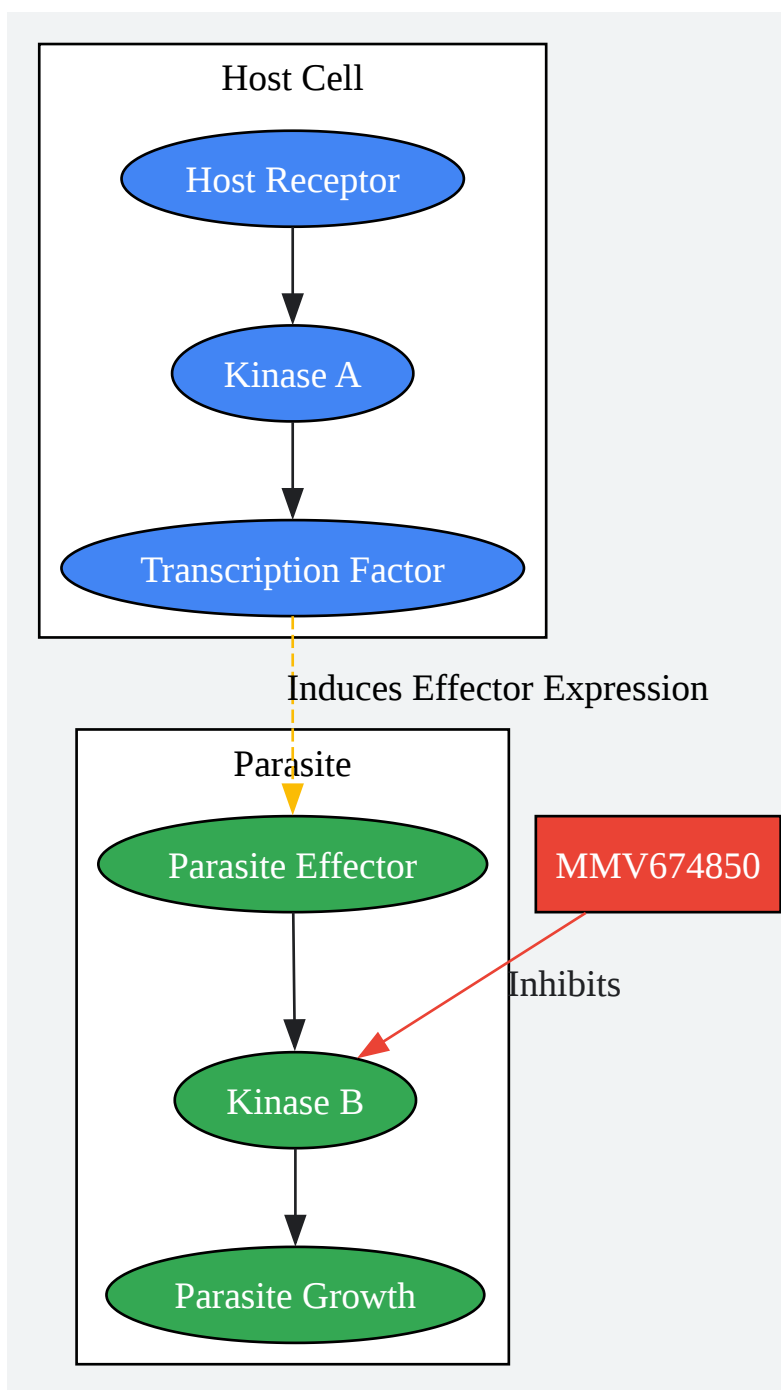 Host Cell
Host Receptor
Kinase A
Transcription Factor
Induces Effector Expression
Parasite
Parasite Effector
MMV674850
Inhibits
Kinase B
Parasite Growth